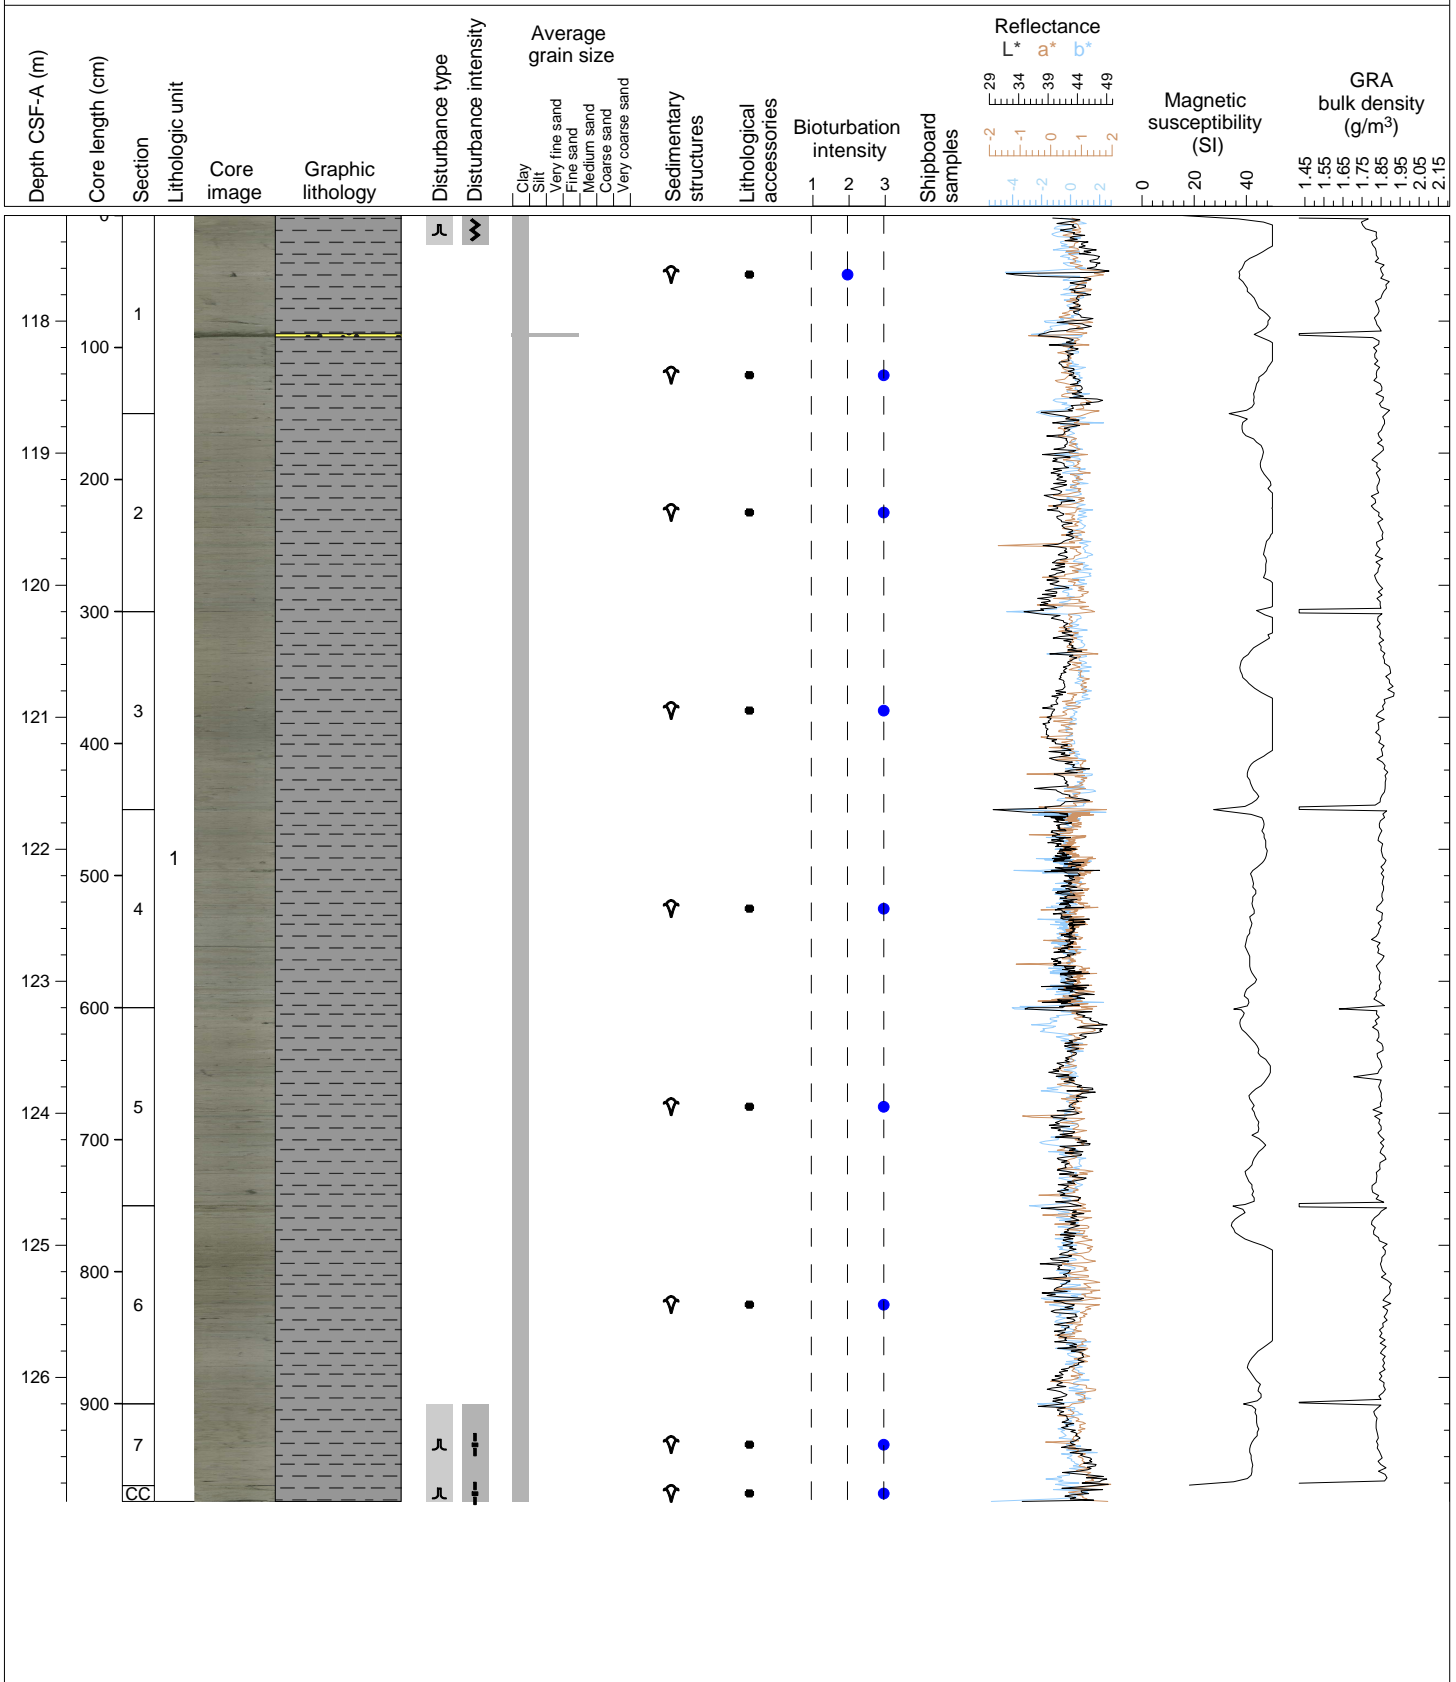 Depth CSF-A (m)
Core length (cm)
Section
Lithologic unit
Core
image
Graphic
lithology
Disturbance type
Disturbance intensity
Average
grain size
Clay
Silt
Very fine sand
Fine sand
Medium sand
Coarse sand
Very coarse sand
Sedimentary
structures
Lithological
accessories
Bioturbation
intensity
1 2 3
Shipboard
samples
Reflectance
L* a* b*
29 34 39 44 49
-2 -1 0 1 2
-4 -2 0 2
Magnetic
susceptibility
(SI)
0 20 40
GRA
bulk density
(g/m³)
1.45 1.55 1.65 1.75 1.85 1.95 2.05 2.15
0
1
118
100
119
200
2
120
300
3
121
400
122
1
500
4
123
600
5
124
700
125
800
6
126
900
7
CC